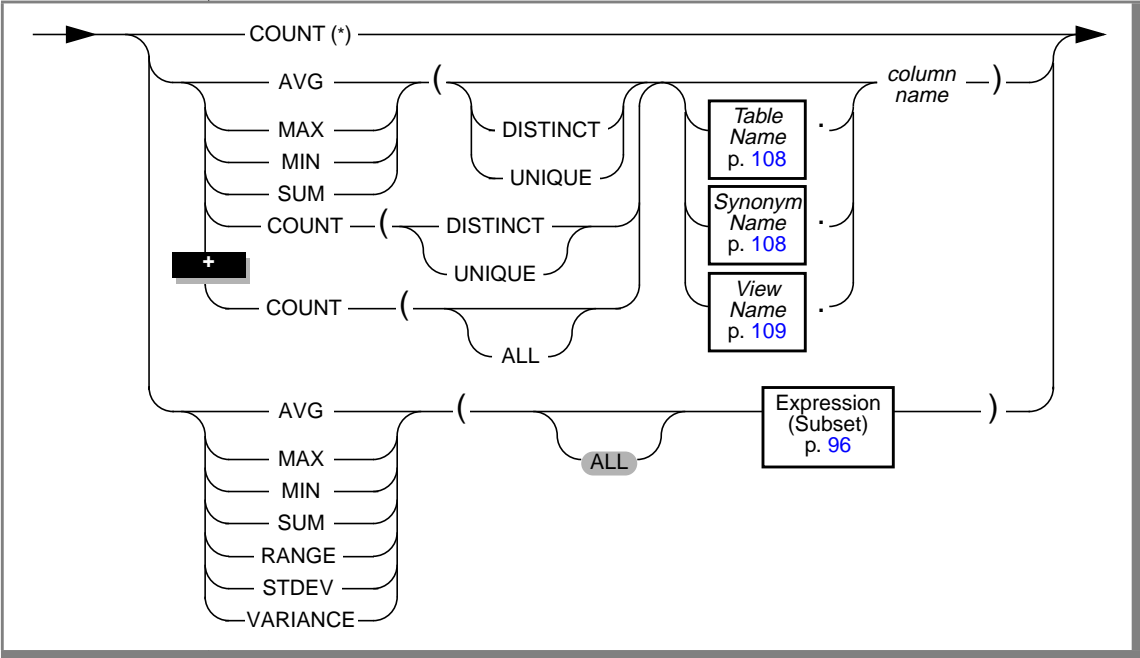 COUNT (*)
AVG ( column name )
DISTINCT
UNIQUE
MAX
MIN
SUM
Table
Name
p. 108
.
COUNT ( DISTINCT
UNIQUE
Synonym
Name
p. 108
.
+
COUNT (
ALL
View
Name
p. 109
.
AVG ( Expression
(Subset)
p. 96 )
ALL
MAX
MIN
SUM
RANGE
STDEV
VARIANCE